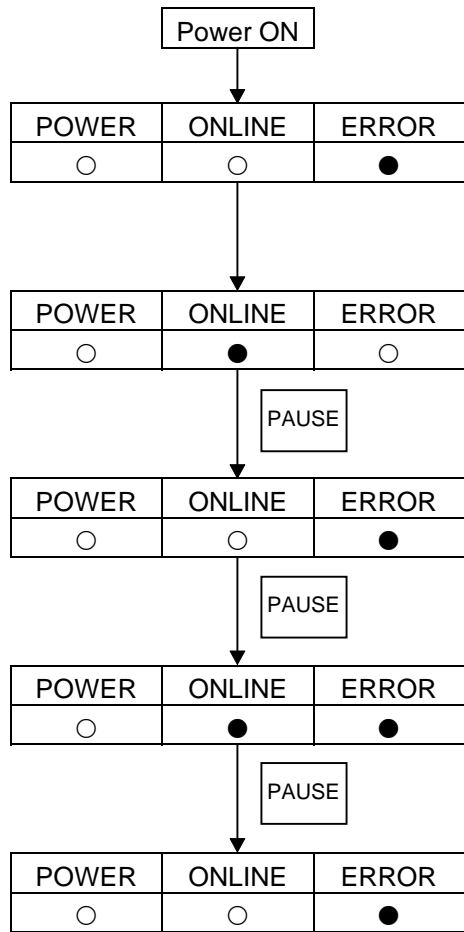 Power ON
POWER ONLINE ERROR
○ ○ ●
POWER ONLINE ERROR
○ ● ○
PAUSE
POWER ONLINE ERROR
○ ○ ●
PAUSE
POWER ONLINE ERROR
○ ● ●
PAUSE
POWER ONLINE ERROR
○ ○ ●